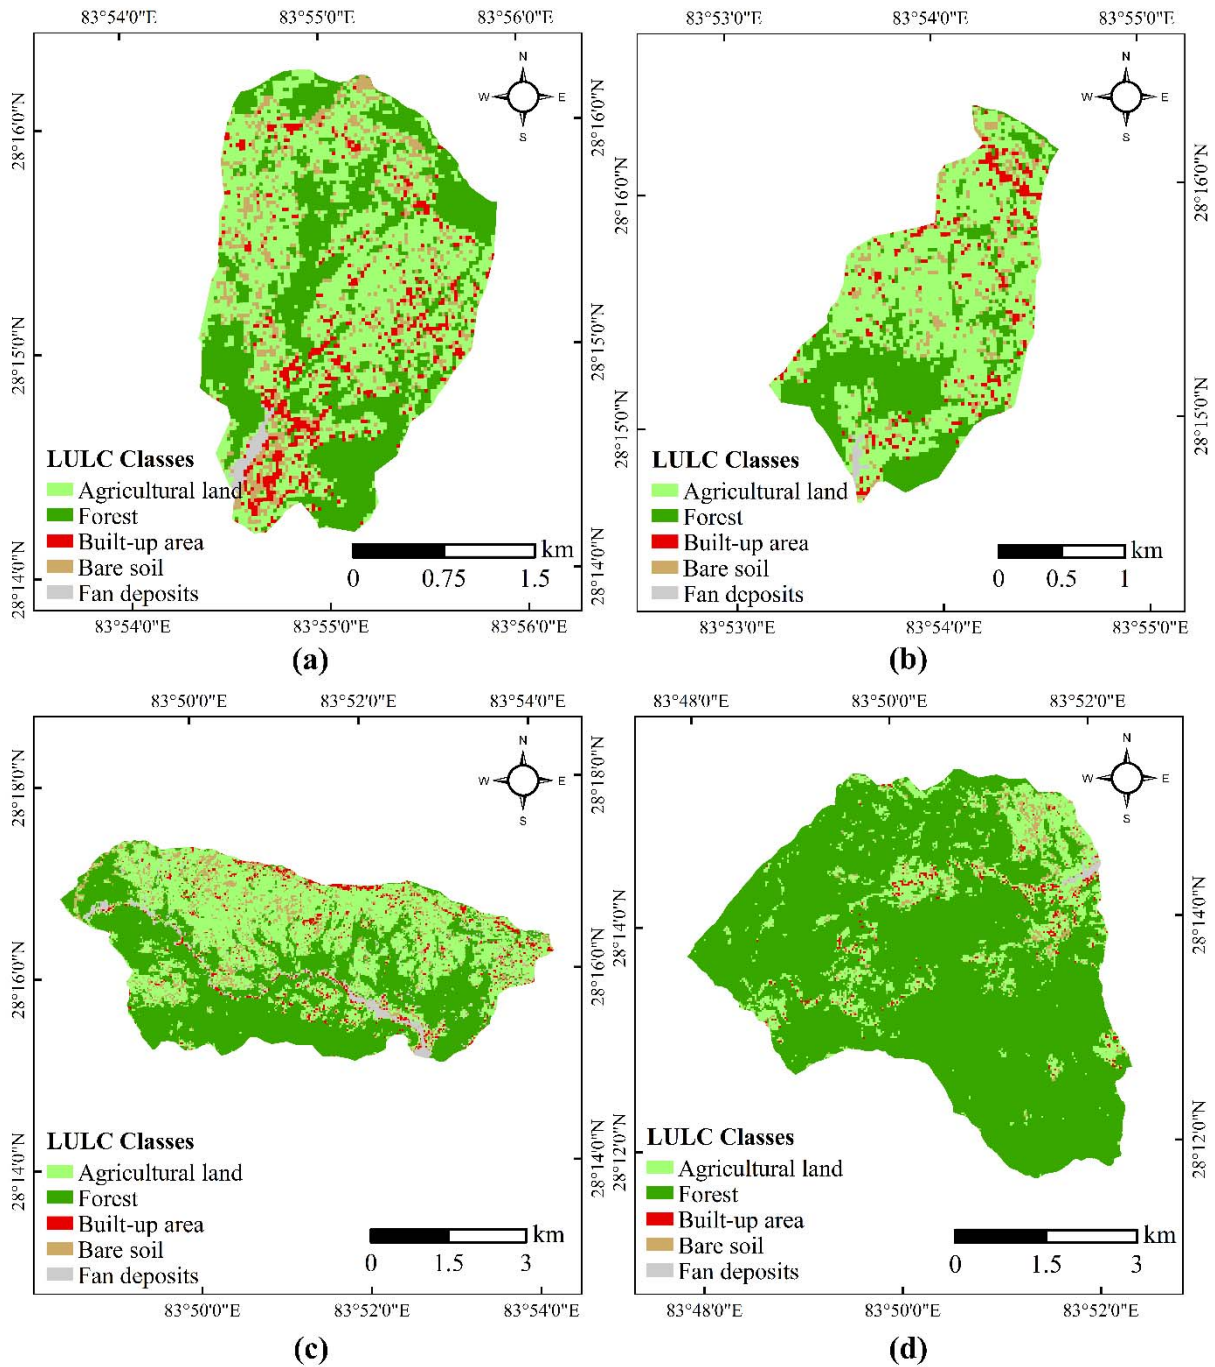 83°54'0"E 83°55'0"E 83°56'0"E
28°16'0"N
28°15'0"N
28°14'0"N
N
W E
S
28°16'0"N
28°15'0"N
28°14'0"N
LULC Classes
Agricultural land
Forest
Built-up area
Bare soil
Fan deposits
km
0 0.75 1.5
83°54'0"E 83°55'0"E 83°56'0"E
(a)
83°53'0"E 83°54'0"E 83°55'0"E
28°16'0"N
28°15'0"N
N
W E
S
28°16'0"N
28°15'0"N
LULC Classes
Agricultural land
Forest
Built-up area
Bare soil
Fan deposits
km
0 0.5 1
83°53'0"E 83°54'0"E 83°55'0"E
(b)
83°50'0"E 83°52'0"E 83°54'0"E
28°18'0"N
28°16'0"N
28°14'0"N
N
W E
S
28°18'0"N
28°16'0"N
28°14'0"N
LULC Classes
Agricultural land
Forest
Built-up area
Bare soil
Fan deposits
km
0 1.5 3
83°50'0"E 83°52'0"E 83°54'0"E
(c)
83°48'0"E 83°50'0"E 83°52'0"E
28°14'0"N
28°12'0"N
N
W E
S
28°14'0"N
28°12'0"N
LULC Classes
Agricultural land
Forest
Built-up area
Bare soil
Fan deposits
km
0 1.5 3
83°48'0"E 83°50'0"E 83°52'0"E
(d)